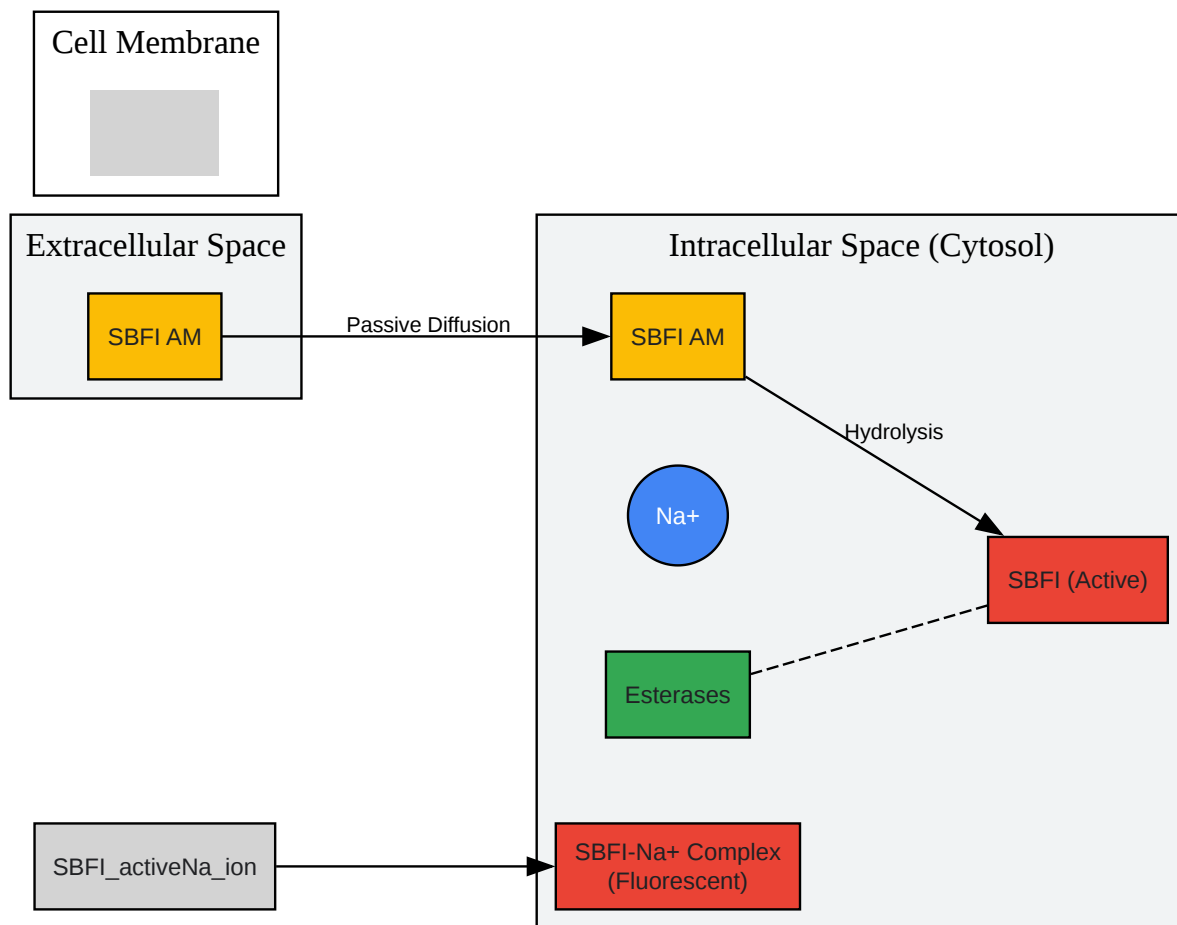 Cell Membrane
Extracellular Space
Intracellular Space (Cytosol)
SBFI AM
Passive Diffusion
SBFI AM
Hydrolysis
Na+
SBFI (Active)
Esterases
SBFI_activeNa_ion
SBFI-Na+ Complex
(Fluorescent)